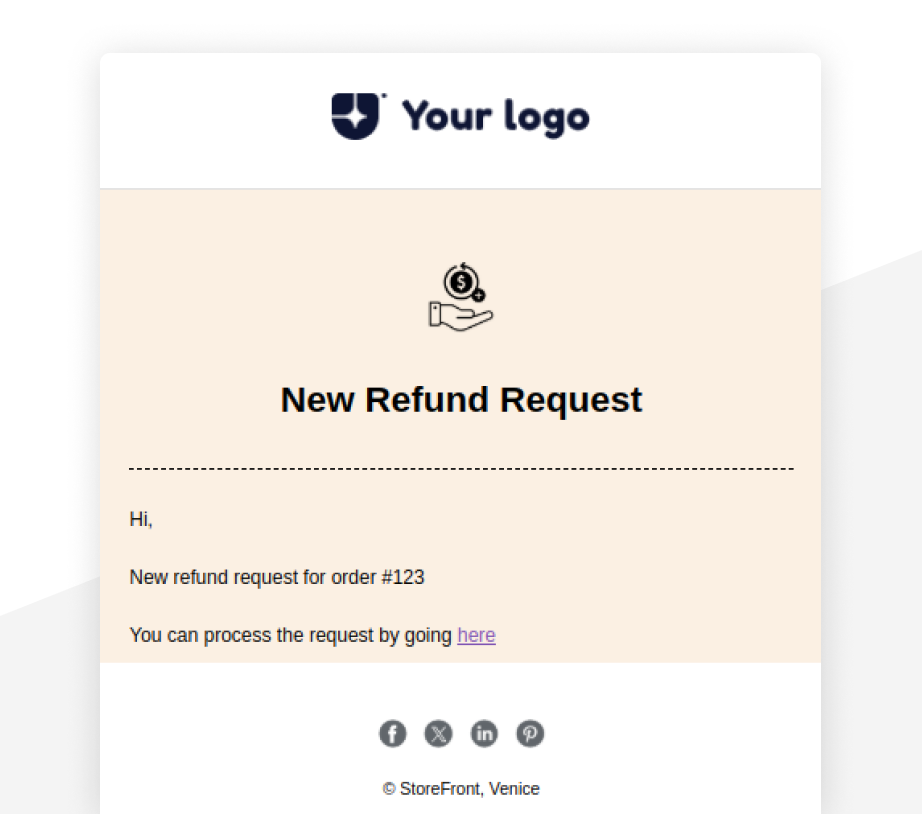 Your logo
New Refund Request
Hi,
New refund request for order #123
You can process the request by going here
© StoreFront, Venice